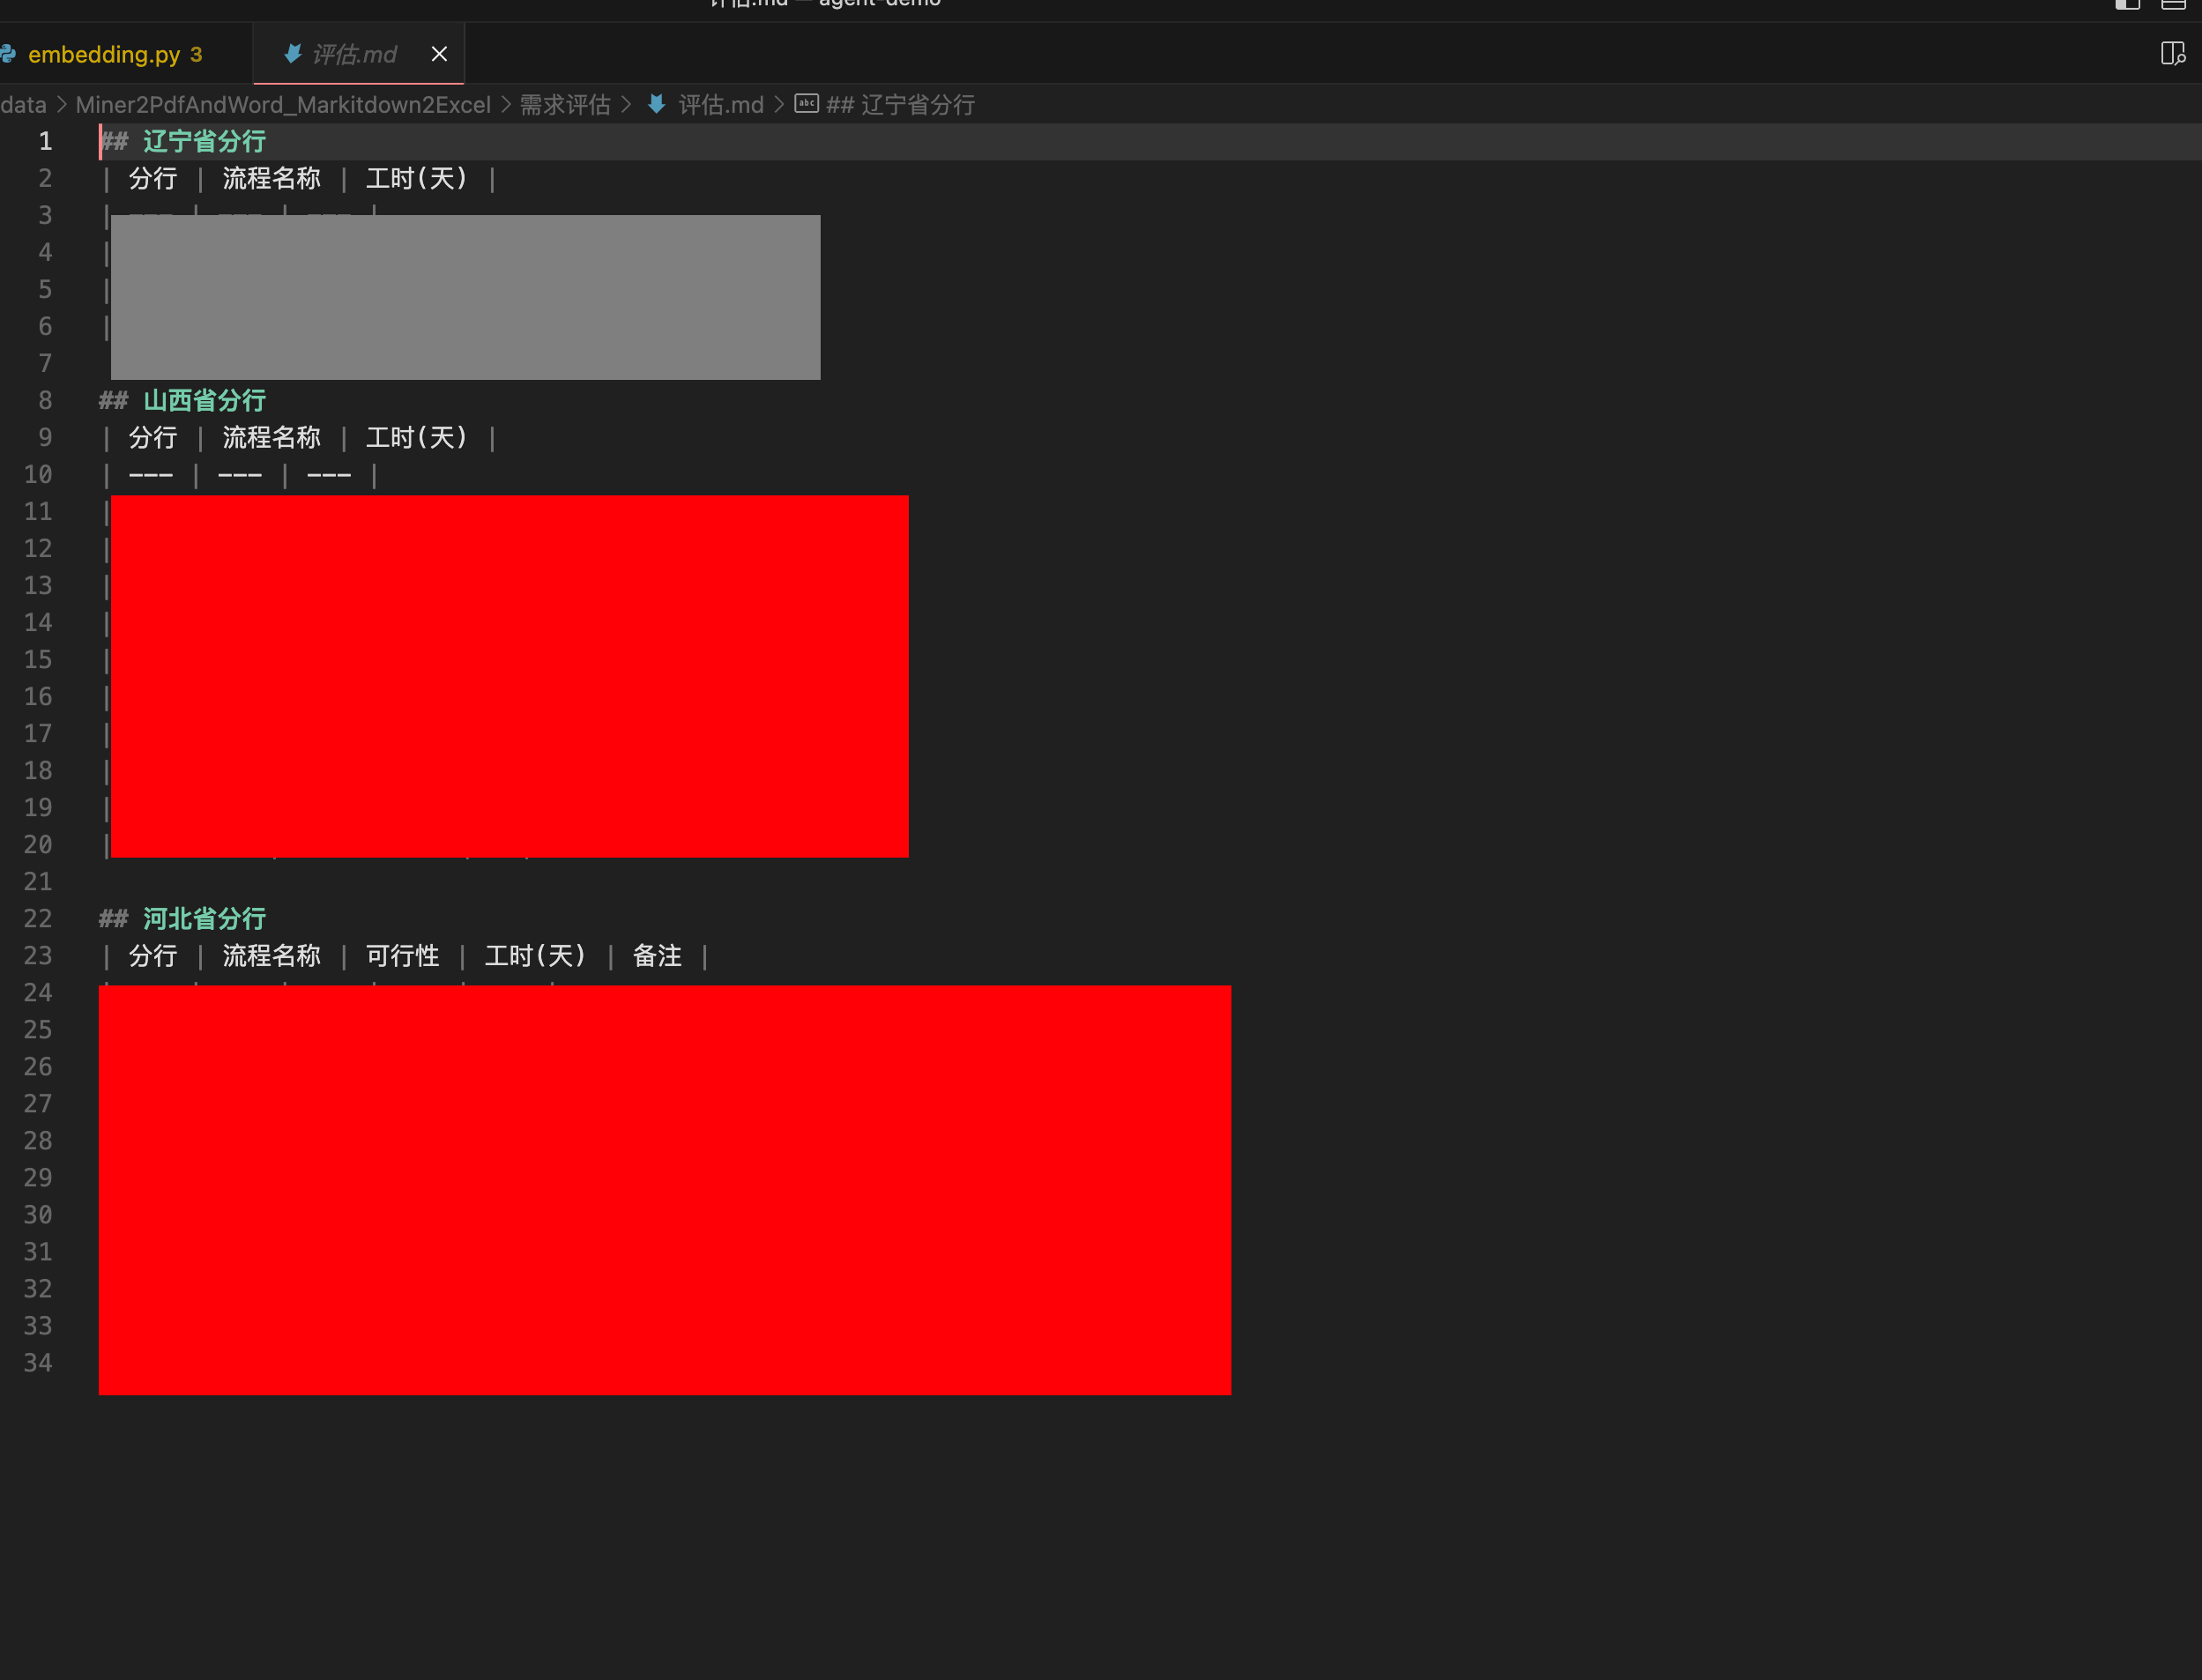 评估.md — agent-demo
embedding.py 3
评估.md
data > Miner2PdfAndWord_Markitdown2Excel > 需求评估 > 评估.md > abc ## 辽宁省分行
1 ## 辽宁省分行
2 | 分行 | 流程名称 | 工时(天) |
3 | --- | --- | --- |
4 |
5 |
6 |
7
8 ## 山西省分行
9 | 分行 | 流程名称 | 工时(天) |
10 | --- | --- | --- |
11 |
12 |
13 |
14 |
15 |
16 |
17 |
18 |
19 |
20 |
21
22 ## 河北省分行
23 | 分行 | 流程名称 | 可行性 | 工时(天) | 备注 |
24
25
26
27
28
29
30
31
32
33
34